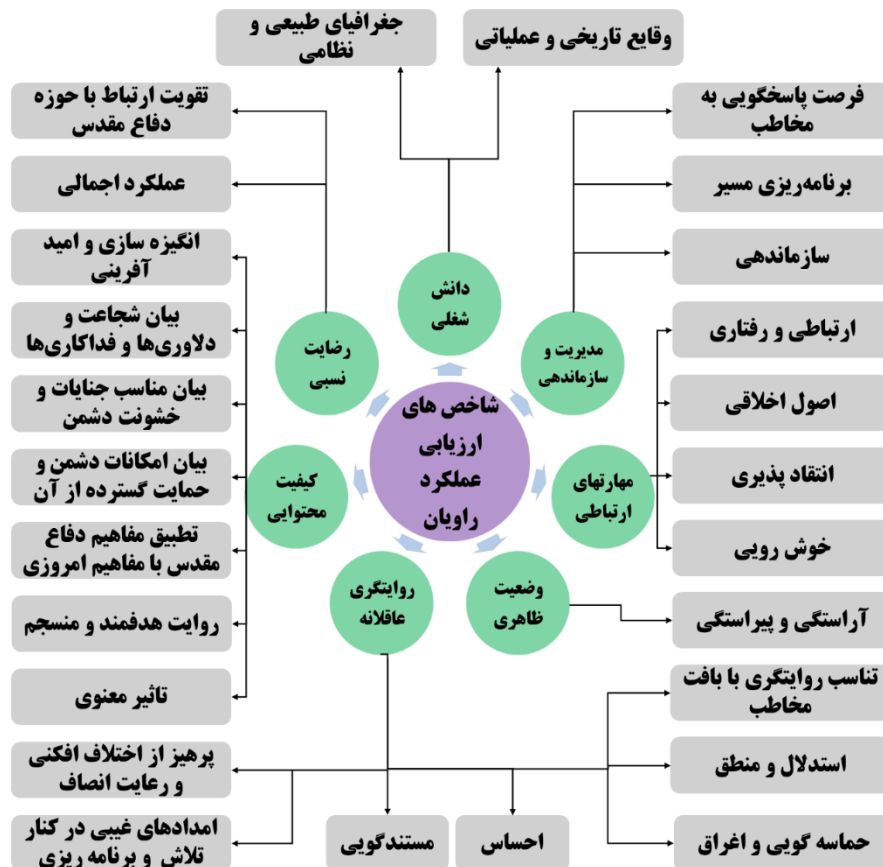 وقایع تاریخی و عملیاتی
جغرافیای طبیعی و
نظامی
فرصت پاسخگویی به
مخاطب
برنامه‌ریزی مسیر
سازماندهی
ارتباطی و رفتاری
اصول اخلاقی
انتقاد پذیری
خوش رویی
آراستگی و پیراستگی
تناسب روایتگری با بافت
مخاطب
استدلال و منطق
حماسه گویی و اغراق
دانش
شغلی
مدیریت و
سازماندهی
مهارتهای
ارتباطی
وضعیت
ظاهری
روایتگری
عاقلانه
کیفیت
محتوایی
رضایت
نسبی
شاخص های
ارزیابی
عملکرد
راویان
احساس
مستندگویی
تقویت ارتباط با حوزه
دفاع مقدس
عملکرد اجمالی
انگیزه سازی و امید
آفرینی
بیان شجاعت و
دلاوری‌ها و فداکاری‌ها
بیان مناسب جنایات و
خشونت دشمن
بیان امکانات دشمن و
حمایت گسترده از آن
تطبیق مفاهیم دفاع
مقدس با مفاهیم امروزی
روایت هدفمند و منسجم
تاثیر معنوی
پرهیز از اختلاف افکنی
و رعایت انصاف
امدادهای غیبی در کنار
تلاش و برنامه ریزی